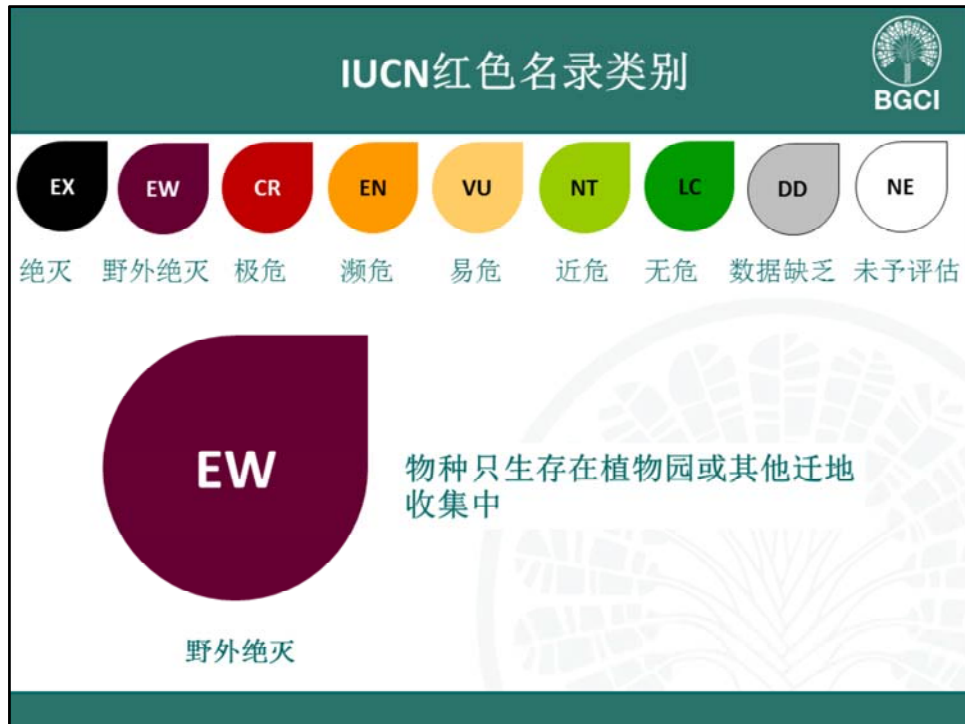 IUCN红色名录类别
BGCI
EX EW CR EN VU NT LC DD NE
绝灭 野外绝灭 极危 濒危 易危 近危 无危 数据缺乏 未予评估
EW
物种只生存在植物园或其他迁地
收集中
野外绝灭